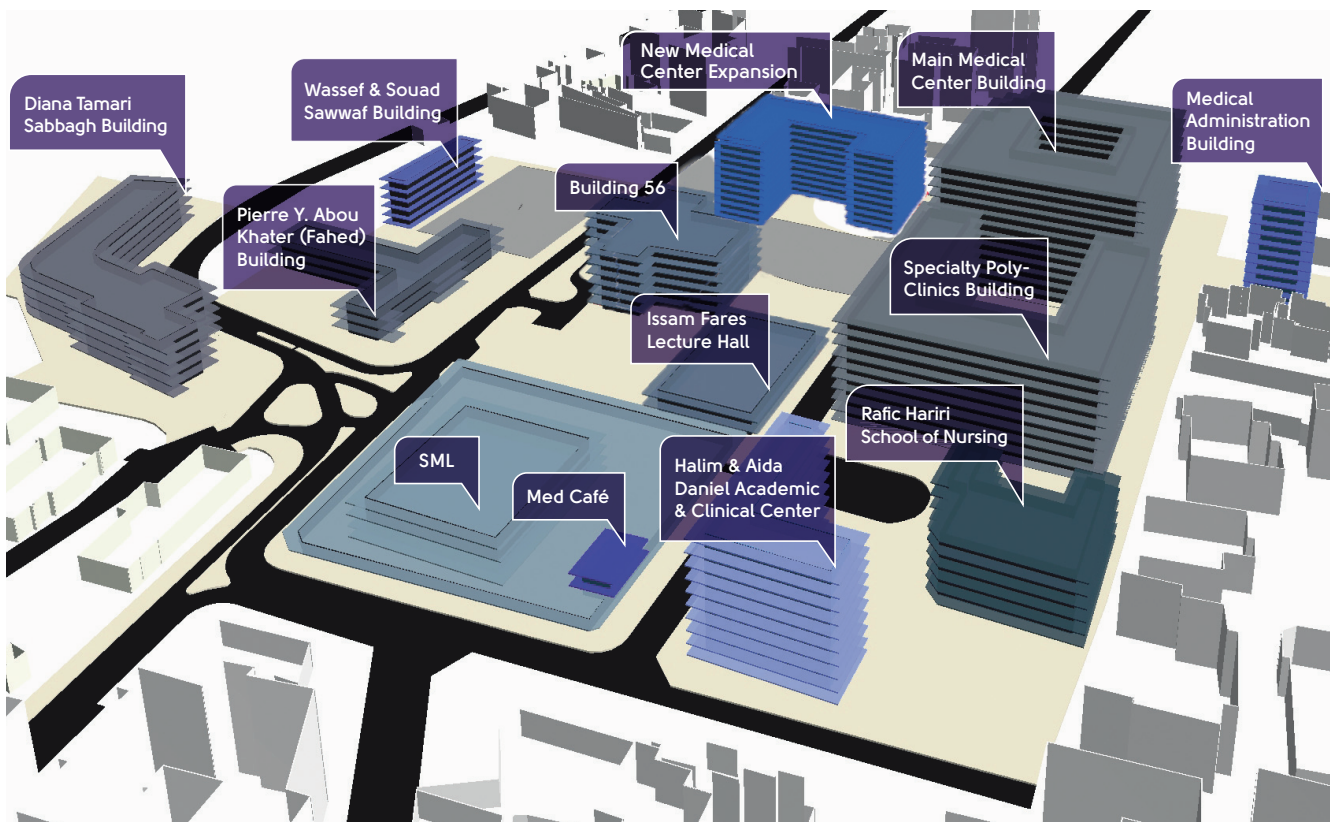 New Medical
Center Expansion
Main Medical
Center Building
Wassef & Souad
Sawwaf Building
Diana Tamari
Sabbagh Building
Medical
Administration
Building
Building 56
Pierre Y. Abou
Khater (Fahed)
Building
Specialty Poly-
Clinics Building
Issam Fares
Lecture Hall
Rafic Hariri
School of Nursing
SML
Halim & Aida
Daniel Academic
& Clinical Center
Med Café